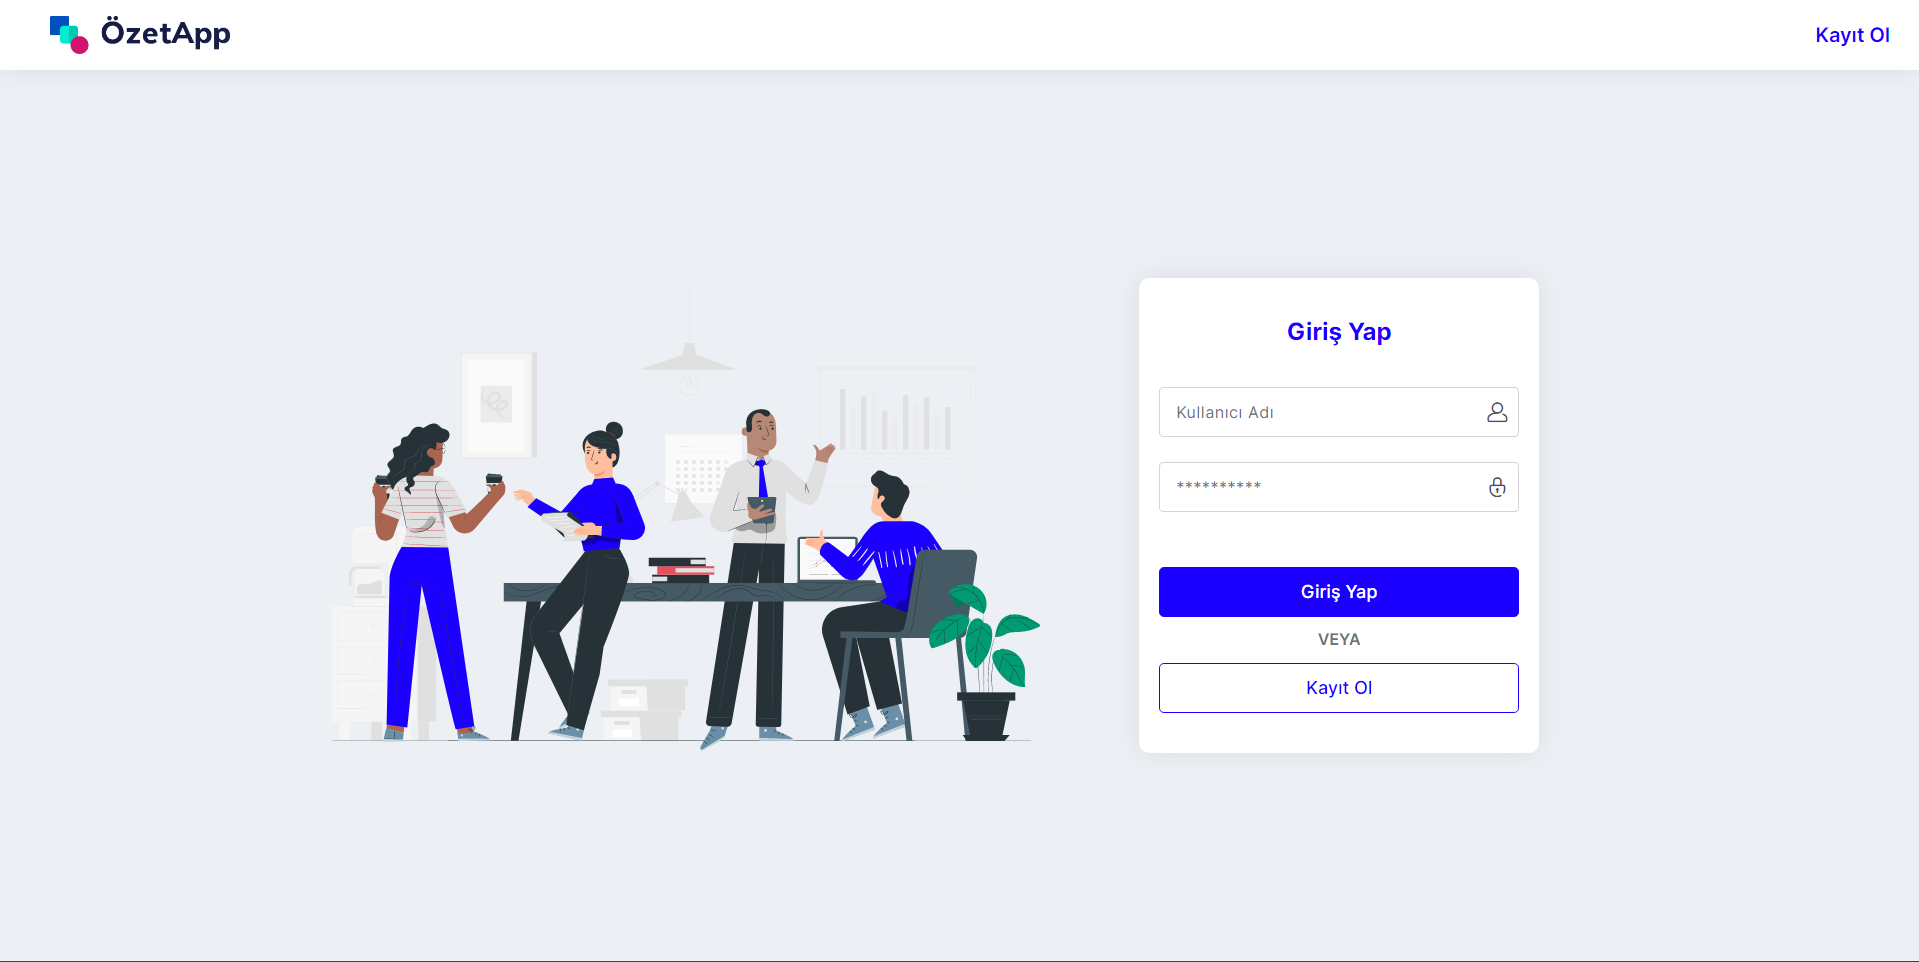 ÖzetApp
Kayıt Ol
Giriş Yap
Kullanıcı Adı
**********
Giriş Yap
VEYA
Kayıt Ol